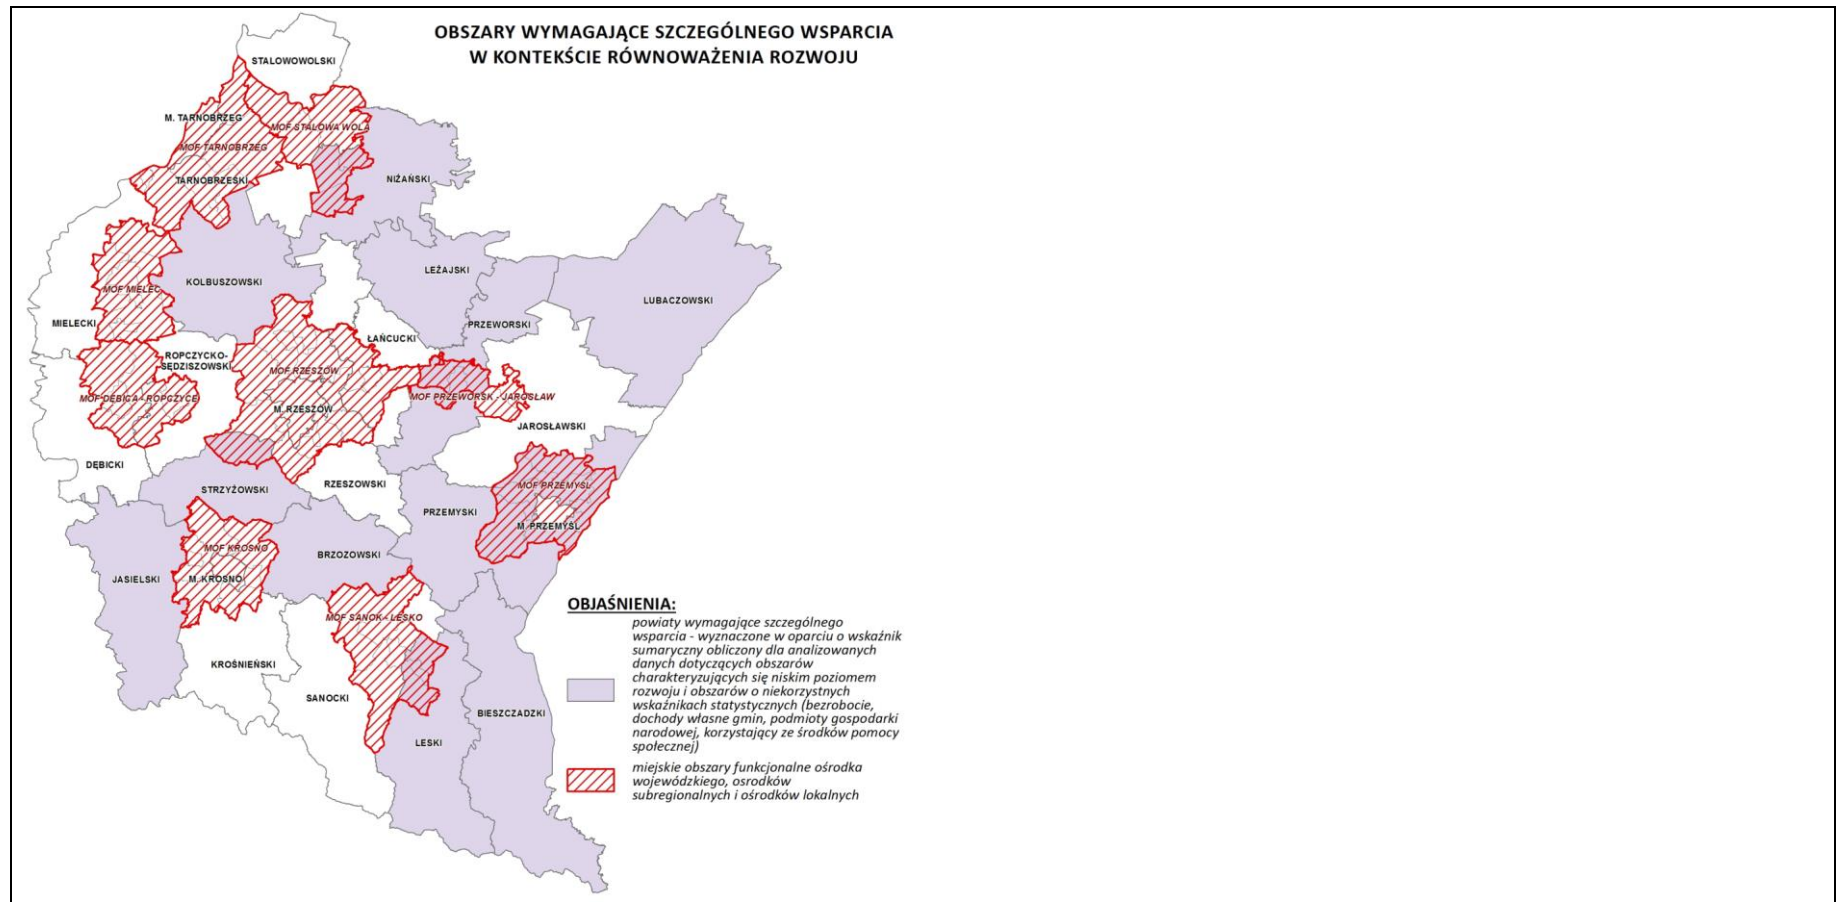 OBSZARY WYMAGAJĄCE SZCZEGÓLNEGO WSPARCIA
W KONTEKŚCIE RÓWNOWAŻENIA ROZWOJU
STALOWOWOLSKI
M. TARNOBRZEG
MOF STALOWA WOLA
MOF TARNOBRZEG
TARNOBRZESKI
NIŻAŃSKI
LEŻAJSKI
KOLBUSZOWSKI
MOF MIELEC
LUBACZOWSKI
MIELECKI
PRZEWORSKI
ŁAŃCUCKI
ROPCZYCKO-
SĘDZISZOWSKI
MOF RZESZÓW
MOF DĘBICA - ROPCZYCE
MOF PRZEWORSK - JAROSŁAW
M. RZESZÓW
JAROSŁAWSKI
DĘBICKI
RZESZOWSKI
MOF PRZEMYŚL
STRZYŻOWSKI
PRZEMYSKI
M. PRZEMYŚL
MOF KROSNO
BRZOZOWSKI
JASIELSKI
M. KROSNO
MOF SANOK - LESKO
KROŚNIEŃSKI
SANOCKI
BIESZCZADZKI
LESKI
OBJAŚNIENIA:
powiaty wymagające szczególnego
wsparcia - wyznaczone w oparciu o wskaźnik
sumaryczny obliczony dla analizowanych
danych dotyczących obszarów
charakteryzujących się niskim poziomem
rozwoju i obszarów o niekorzystnych
wskaźnikach statystycznych (bezrobocie,
dochody własne gmin, podmioty gospodarki
narodowej, korzystający ze środków pomocy
społecznej)
miejskie obszary funkcjonalne ośrodka
wojewódzkiego, osrodków
subregionalnych i ośrodków lokalnych